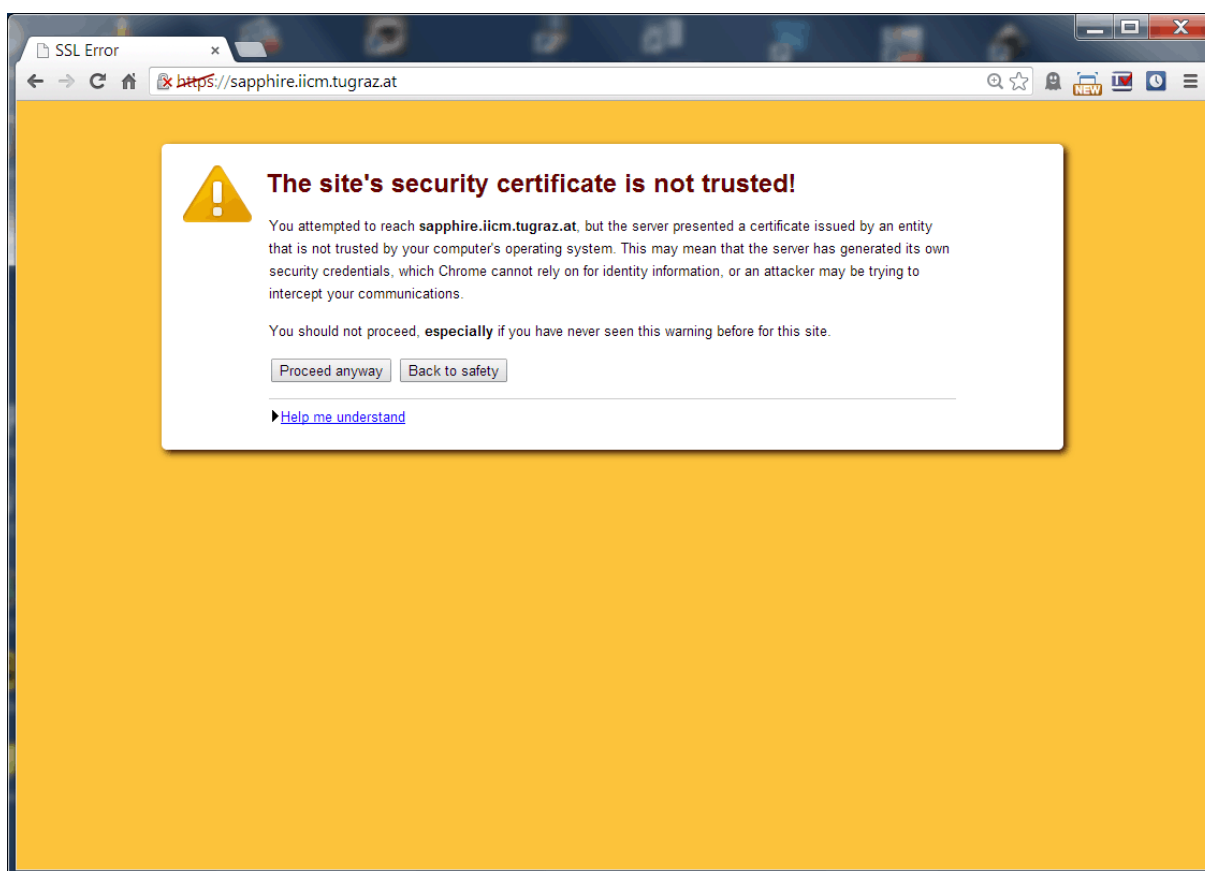 SSL Error
https://sapphire.iicm.tugraz.at
NEW
The site's security certificate is not trusted!
You attempted to reach sapphire.iicm.tugraz.at, but the server presented a certificate issued by an entity
that is not trusted by your computer's operating system. This may mean that the server has generated its own
security credentials, which Chrome cannot rely on for identity information, or an attacker may be trying to
intercept your communications.
You should not proceed, especially if you have never seen this warning before for this site.
Proceed anyway Back to safety
Help me understand